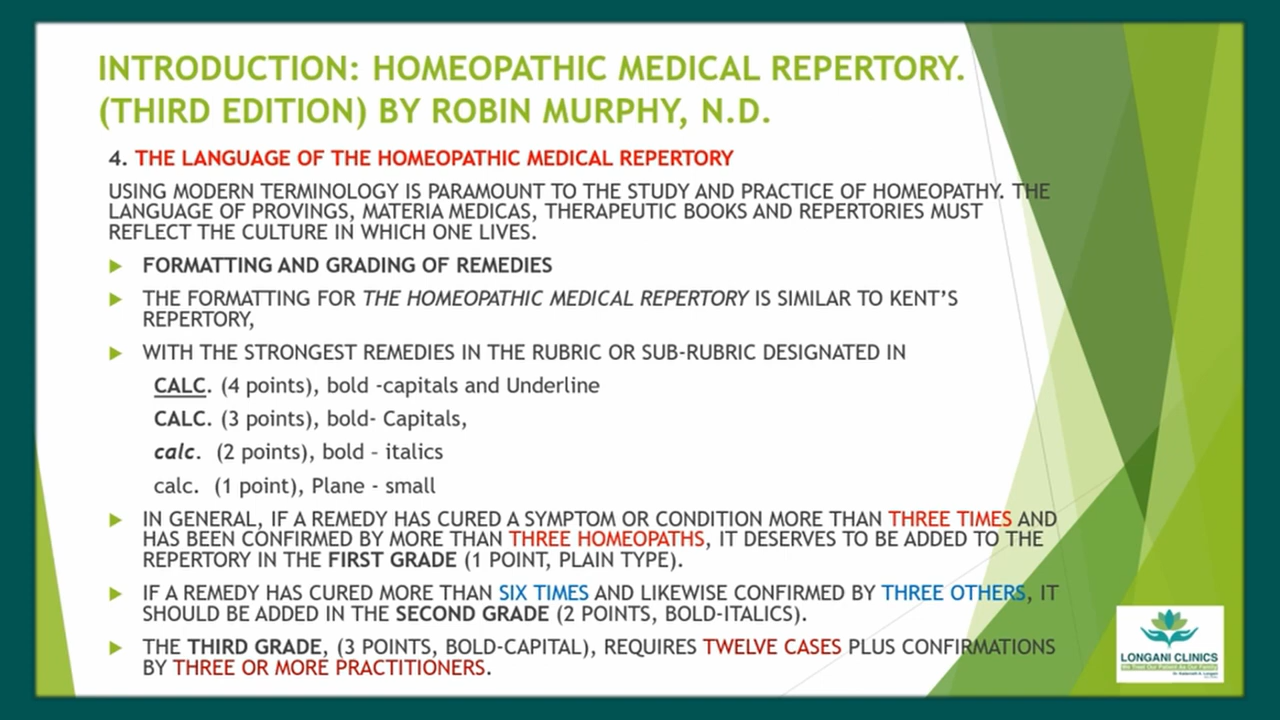 INTRODUCTION: HOMEOPATHIC MEDICAL REPERTORY.
(THIRD EDITION) BY ROBIN MURPHY, N.D.
4. THE LANGUAGE OF THE HOMEOPATHIC MEDICAL REPERTORY
USING MODERN TERMINOLOGY IS PARAMOUNT TO THE STUDY AND PRACTICE OF HOMEOPATHY. THE
LANGUAGE OF PROVINGS, MATERIA MEDICAS, THERAPEUTIC BOOKS AND REPERTORIES MUST
REFLECT THE CULTURE IN WHICH ONE LIVES.
FORMATTING AND GRADING OF REMEDIES
THE FORMATTING FOR THE HOMEOPATHIC MEDICAL REPERTORY IS SIMILAR TO KENT'S
REPERTORY,
WITH THE STRONGEST REMEDIES IN THE RUBRIC OR SUB-RUBRIC DESIGNATED IN
CALC. (4 points), bold -capitals and Underline
CALC. (3 points), bold- Capitals,
calc. (2 points), bold - italics
calc. (1 point), Plane - small
IN GENERAL, IF A REMEDY HAS CURED A SYMPTOM OR CONDITION MORE THAN THREE TIMES AND
HAS BEEN CONFIRMED BY MORE THAN THREE HOMEOPATHS, IT DESERVES TO BE ADDED TO THE
REPERTORY IN THE FIRST GRADE (1 POINT, PLAIN TYPE).
IF A REMEDY HAS CURED MORE THAN SIX TIMES AND LIKEWISE CONFIRMED BY THREE OTHERS, IT
SHOULD BE ADDED IN THE SECOND GRADE (2 POINTS, BOLD-ITALICS).
THE THIRD GRADE, (3 POINTS, BOLD-CAPITAL), REQUIRES TWELVE CASES PLUS CONFIRMATIONS
BY THREE OR MORE PRACTITIONERS.
LONGANI CLINICS
We Treat Our Patient As Our Family